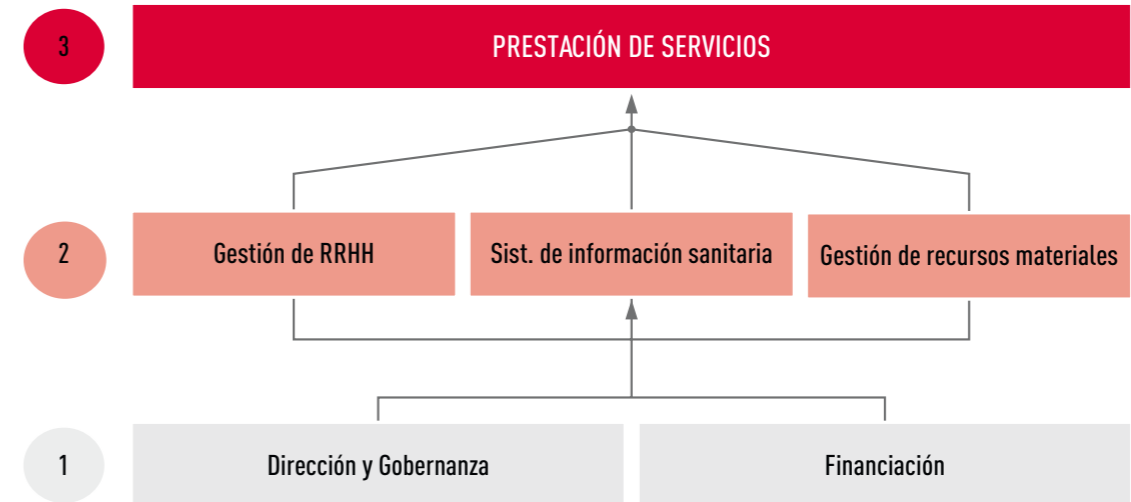 3
PRESTACIÓN DE SERVICIOS
2
Gestión de RRHH
Sist. de información sanitaria
Gestión de recursos materiales
1
Dirección y Gobernanza
Financiación